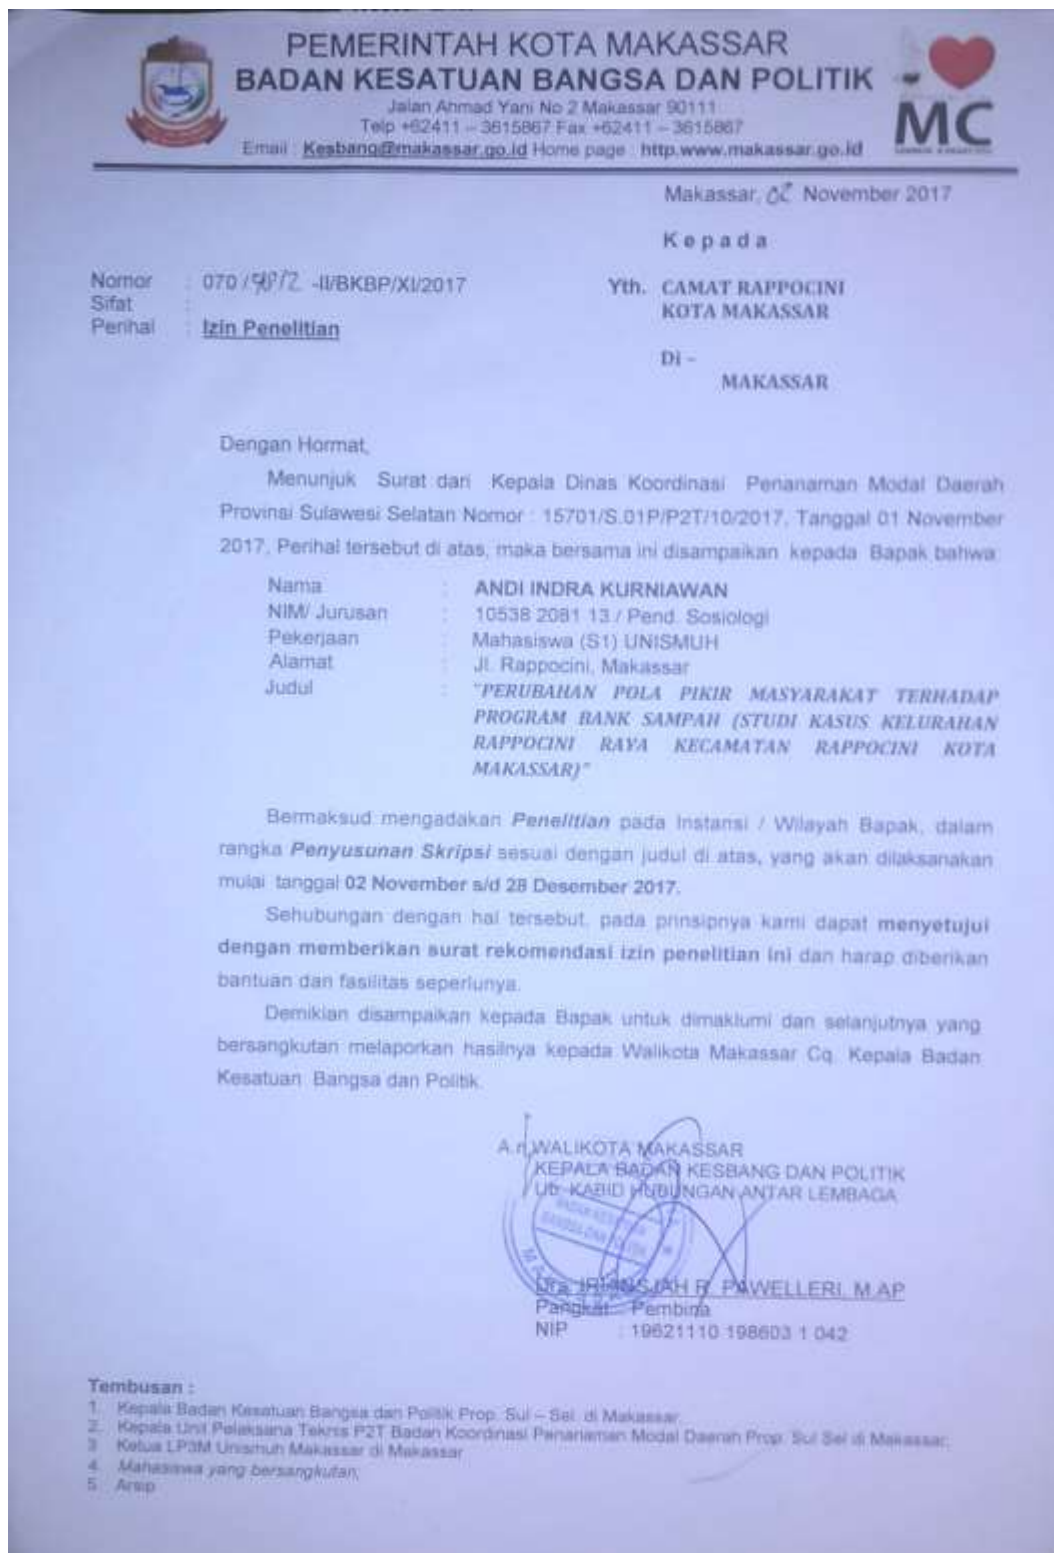 PEMERINTAH KOTA MAKASSAR
BADAN KESATUAN BANGSA DAN POLITIK
Jalan Ahmad Yani No 2 Makassar 90111
Telp +62411 – 3615867 Fax +62411 – 3615867
Email : Kesbang@makassar.go.id Home page : http.www.makassar.go.id
MC
Makassar, 02 November 2017
Kepada
Nomor : 070 / -II/BKBP/XI/2017
Yth. CAMAT RAPPOCINI
Sifat :
KOTA MAKASSAR
Perihal : Izin Penelitian
Di –
MAKASSAR
Dengan Hormat,
Menunjuk Surat dari Kepala Dinas Koordinasi Penanaman Modal Daerah
Provinsi Sulawesi Selatan Nomor : 15701/S.01P/P2T/10/2017, Tanggal 01 November
2017, Perihal tersebut di atas, maka bersama ini disampaikan kepada Bapak bahwa:
Nama : ANDI INDRA KURNIAWAN
NIM/ Jurusan : 10538 2081 13 / Pend. Sosiologi
Pekerjaan : Mahasiswa (S1) UNISMUH
Alamat : Jl. Rappocini, Makassar
Judul : "PERUBAHAN POLA PIKIR MASYARAKAT TERHADAP
PROGRAM BANK SAMPAH (STUDI KASUS KELURAHAN
RAPPOCINI RAYA KECAMATAN RAPPOCINI KOTA
MAKASSAR)"
Bermaksud mengadakan Penelitian pada Instansi / Wilayah Bapak, dalam
rangka Penyusunan Skripsi sesuai dengan judul di atas, yang akan dilaksanakan
mulai tanggal 02 November s/d 28 Desember 2017.
Sehubungan dengan hal tersebut, pada prinsipnya kami dapat menyetujui
dengan memberikan surat rekomendasi izin penelitian ini dan harap diberikan
bantuan dan fasilitas seperlunya.
Demikian disampaikan kepada Bapak untuk dimaklumi dan selanjutnya yang
bersangkutan melaporkan hasilnya kepada Walikota Makassar Cq. Kepala Badan
Kesatuan Bangsa dan Politik.
A.n WALIKOTA MAKASSAR
KEPALA BADAN KESBANG DAN POLITIK
Ub. KABID HUBUNGAN ANTAR LEMBAGA
BADAN KESATUAN
BANGSA DAN POLITIK
Drs. IRIANSJAH R. PAWELLERI, M.AP
Pangkat : Pembina
NIP : 19621110 198603 1 042
Tembusan :
1. Kepala Badan Kesatuan Bangsa dan Politik Prop. Sul – Sel. di Makassar;
2. Kepala Unit Pelaksana Teknis P2T Badan Koordinasi Penanaman Modal Daerah Prop. Sul Sel di Makassar;
3. Ketua LP3M Unismuh Makassar di Makassar
4. Mahasiswa yang bersangkutan;
5. Arsip